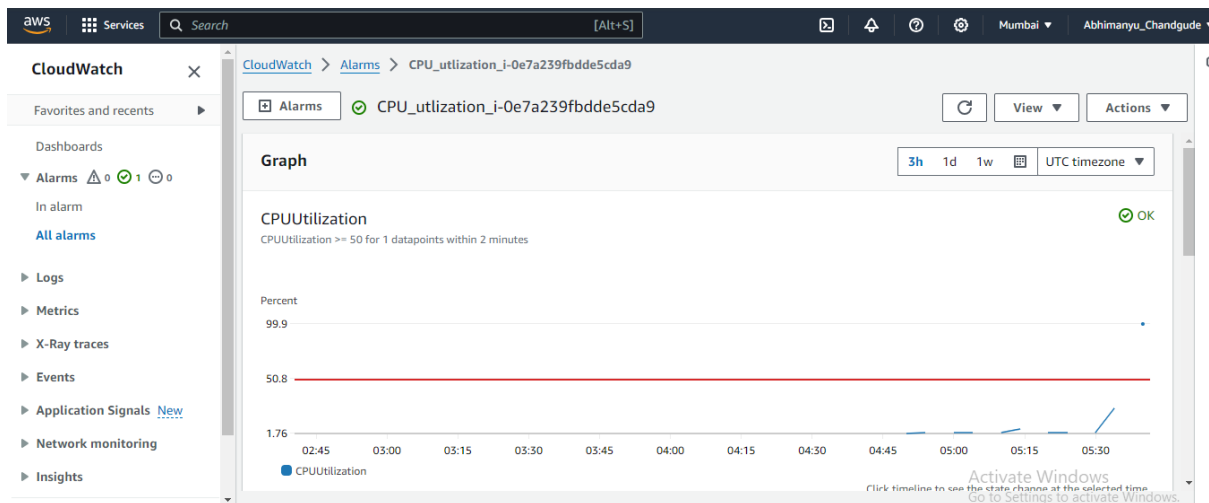 aws Services Search [Alt+S] Mumbai Abhimanyu_Chandgude
CloudWatch
Favorites and recents
Dashboards
Alarms 0 1 0
In alarm
All alarms
Logs
Metrics
X-Ray traces
Events
Application Signals New
Network monitoring
Insights
CloudWatch > Alarms > CPU_utlization_i-0e7a239fbdde5cda9
Alarms CPU_utlization_i-0e7a239fbdde5cda9 View Actions
Graph 3h 1d 1w UTC timezone
CPUUtilization OK
CPUUtilization >= 50 for 1 datapoints within 2 minutes
Percent
99.9
50.8
1.76
02:45 03:00 03:15 03:30 03:45 04:00 04:15 04:30 04:45 05:00 05:15 05:30
CPUUtilization
Click timeline to see the state change at the selected time
Activate Windows
Go to Settings to activate Windows.